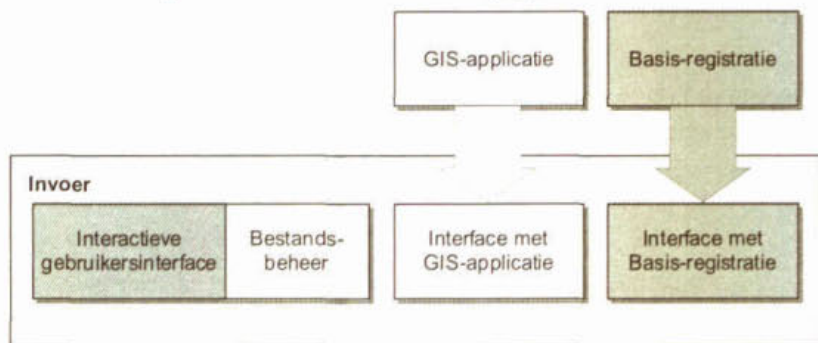 GIS-applicatie
Basis-registratie
Invoer
Interactieve
gebruikersinterface
Bestands-
beheer
Interface met
GIS-applicatie
Interface met
Basis-registratie